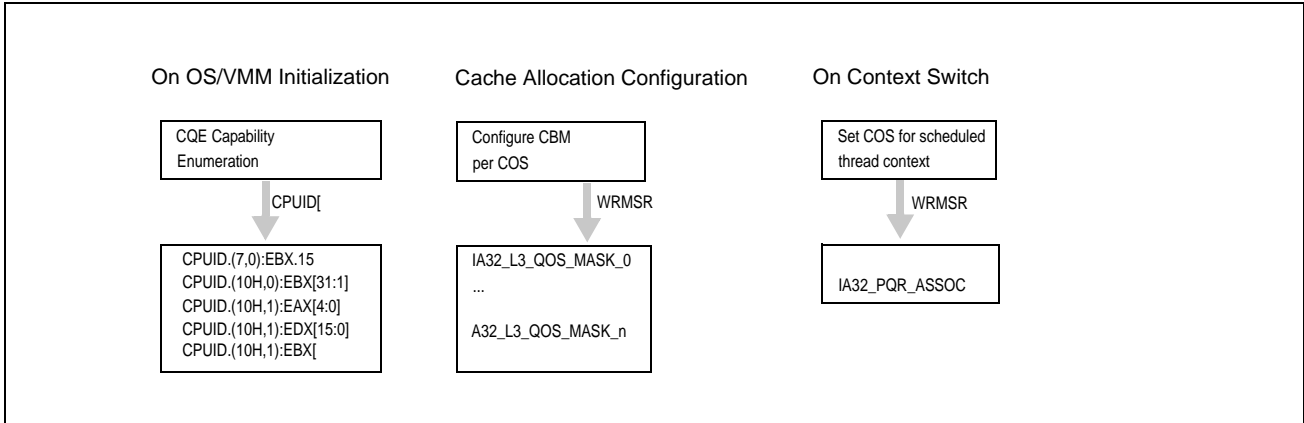 On OS/VMM Initialization
CQE Capability
Enumeration
CPUID[
CPUID.(7,0):EBX.15
CPUID.(10H,0):EBX[31:1]
CPUID.(10H,1):EAX[4:0]
CPUID.(10H,1):EDX[15:0]
CPUID.(10H,1):EBX[
Cache Allocation Configuration
Configure CBM
per COS
WRMSR
IA32_L3_QOS_MASK_0
...
A32_L3_QOS_MASK_n
On Context Switch
Set COS for scheduled
thread context
WRMSR
IA32_PQR_ASSOC